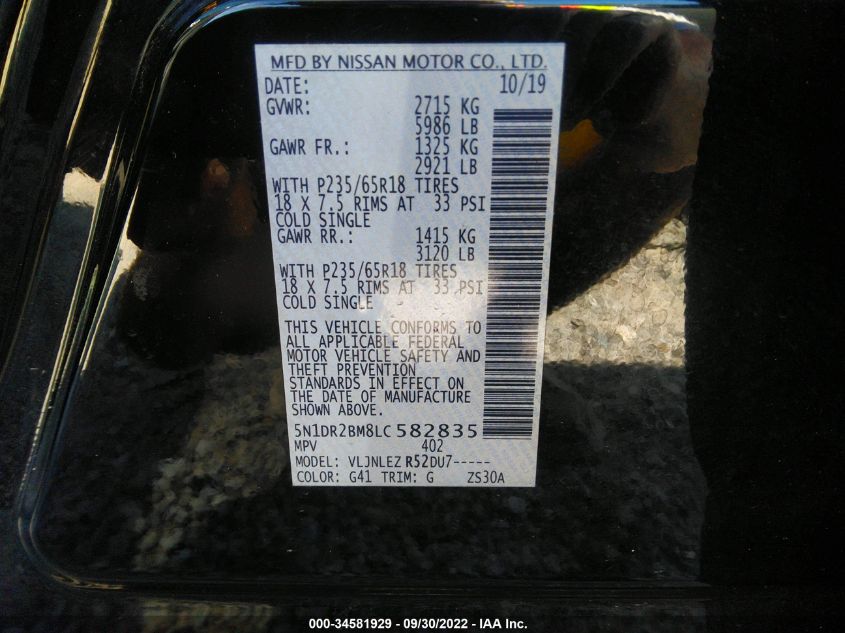 MFD BY NISSAN MOTOR CO., LTD.
DATE: 10/19
GVWR: 2715 KG
5986 LB
GAWR FR.: 1325 KG
2921 LB
WITH P235/65R18 TIRES
18 X 7.5 RIMS AT 33 PSI
COLD SINGLE
GAWR RR.: 1415 KG
3120 LB
WITH P235/65R18 TIRES
18 X 7.5 RIMS AT 33 PSI
COLD SINGLE
THIS VEHICLE CONFORMS TO
ALL APPLICABLE FEDERAL
MOTOR VEHICLE SAFETY AND
THEFT PREVENTION
STANDARDS IN EFFECT ON
THE DATE OF MANUFACTURE
SHOWN ABOVE.
5N1DR2BM8LC582835
MPV 402
MODEL: VLJNLEZ R52DU7-----
COLOR: G41 TRIM: G ZS30A
000-34581929 - 09/30/2022 - IAA Inc.